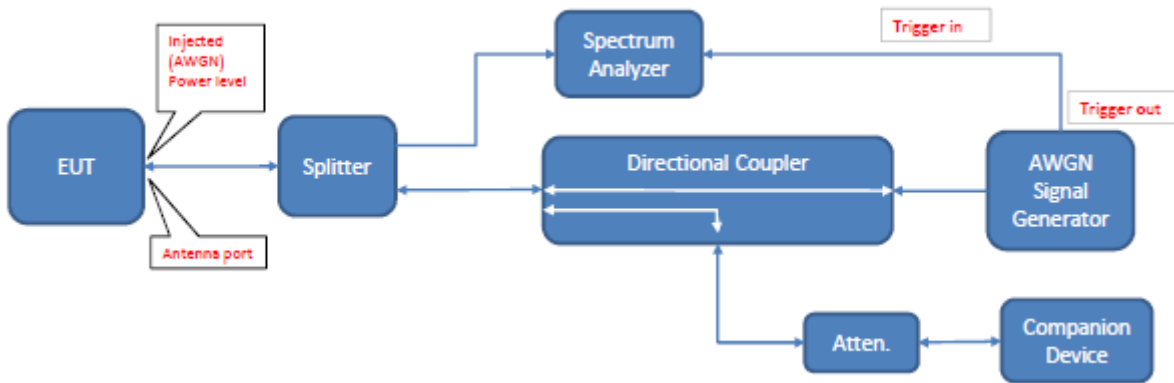 Injected
(AWGN)
Power level
Spectrum
Analyzer
Trigger in
Trigger out
EUT
Splitter
Directional Coupler
AWGN
Signal
Generator
Antenna port
Atten.
Companion
Device